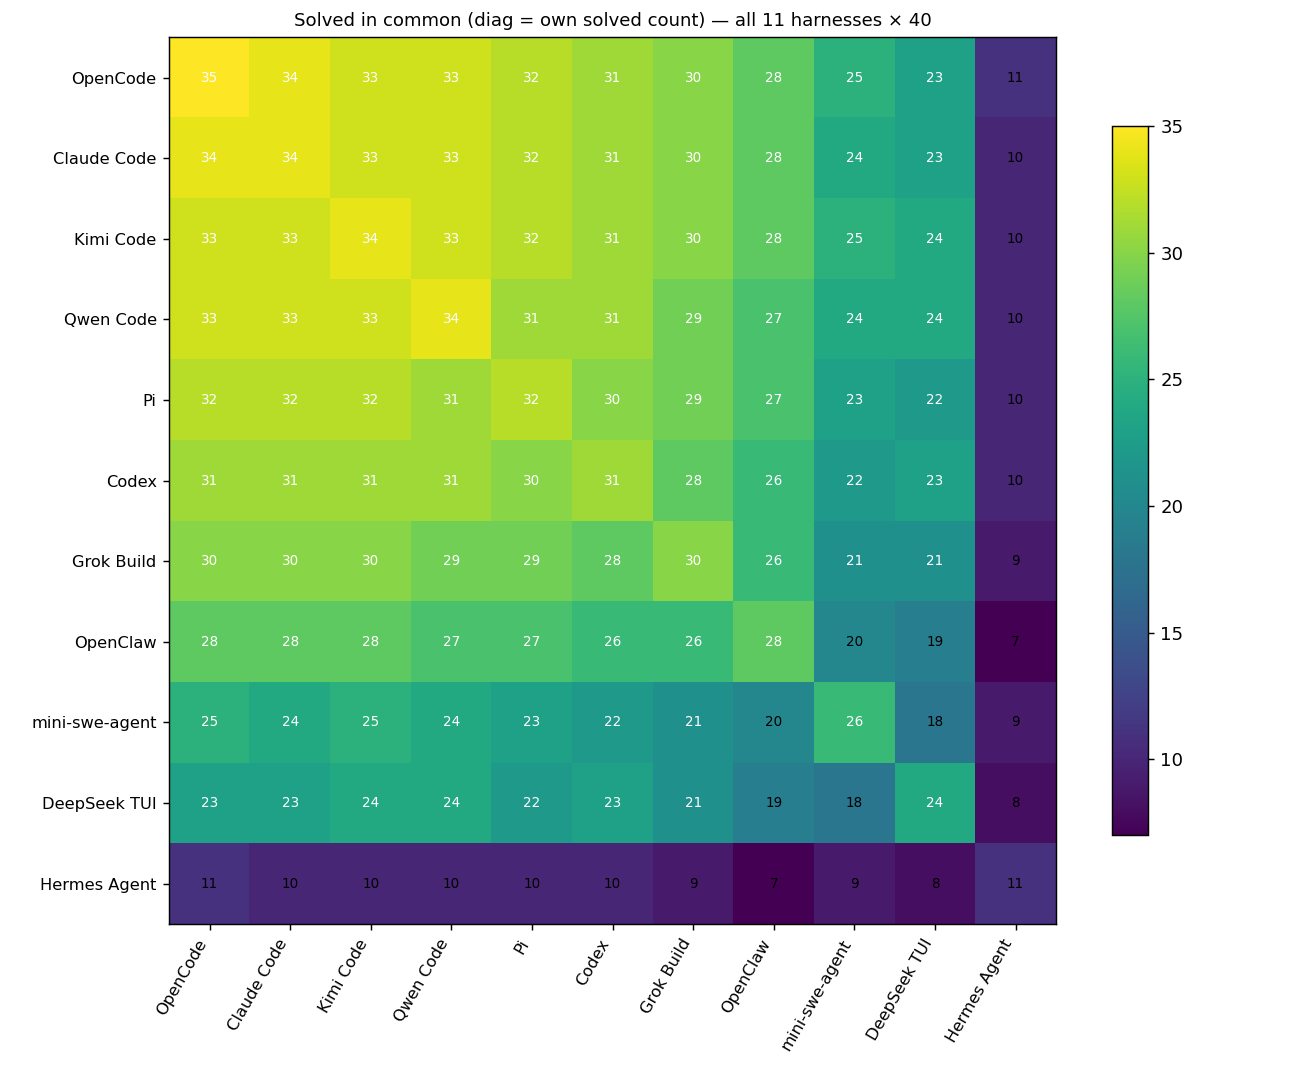 Solved in common (diag = own solved count) — all 11 harnesses × 40
OpenCode 35 34 33 33 32 31 30 28 25 23 11
Claude Code 34 34 33 33 32 31 30 28 24 23 10
Kimi Code 33 33 34 33 32 31 30 28 25 24 10
Qwen Code 33 33 33 34 31 31 29 27 24 24 10
Pi 32 32 32 31 32 30 29 27 23 22 10
Codex 31 31 31 31 30 31 28 26 22 23 10
Grok Build 30 30 30 29 29 28 30 26 21 21 9
OpenClaw 28 28 28 27 27 26 26 28 20 19 7
mini-swe-agent 25 24 25 24 23 22 21 20 26 18 9
DeepSeek TUI 23 23 24 24 22 23 21 19 18 24 8
Hermes Agent 11 10 10 10 10 10 9 7 9 8 11
OpenCode
Claude Code
Kimi Code
Qwen Code
Pi
Codex
Grok Build
OpenClaw
mini-swe-agent
DeepSeek TUI
Hermes Agent
35
30
25
20
15
10